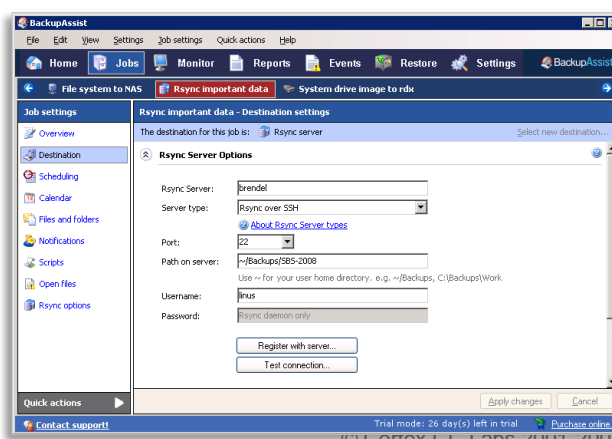 BackupAssist
File Edit View Settings Job settings Quick actions Help
Home Jobs Monitor Reports Events Restore Settings BackupAssist
File system to NAS Rsync important data System drive image to rdx
Job settings
Rsync important data - Destination settings
Overview
The destination for this job is: Rsync server Select new destination...
Destination
Rsync Server Options
Scheduling
Calendar
Files and folders
Notifications
Scripts
Open files
Rsync options
Rsync Server: brendel
Server type: Rsync over SSH
About Rsync Server types
Port: 22
Path on server: ~/Backups/SBS-2008
Use ~ for your user home directory. e.g. ~/Backups, C:\Backups\Work
Username: linus
Password: Rsync daemon only
Register with server...
Test connection...
Quick actions
Apply changes Cancel
Contact support!
Trial mode: 26 day(s) left in trial Purchase online